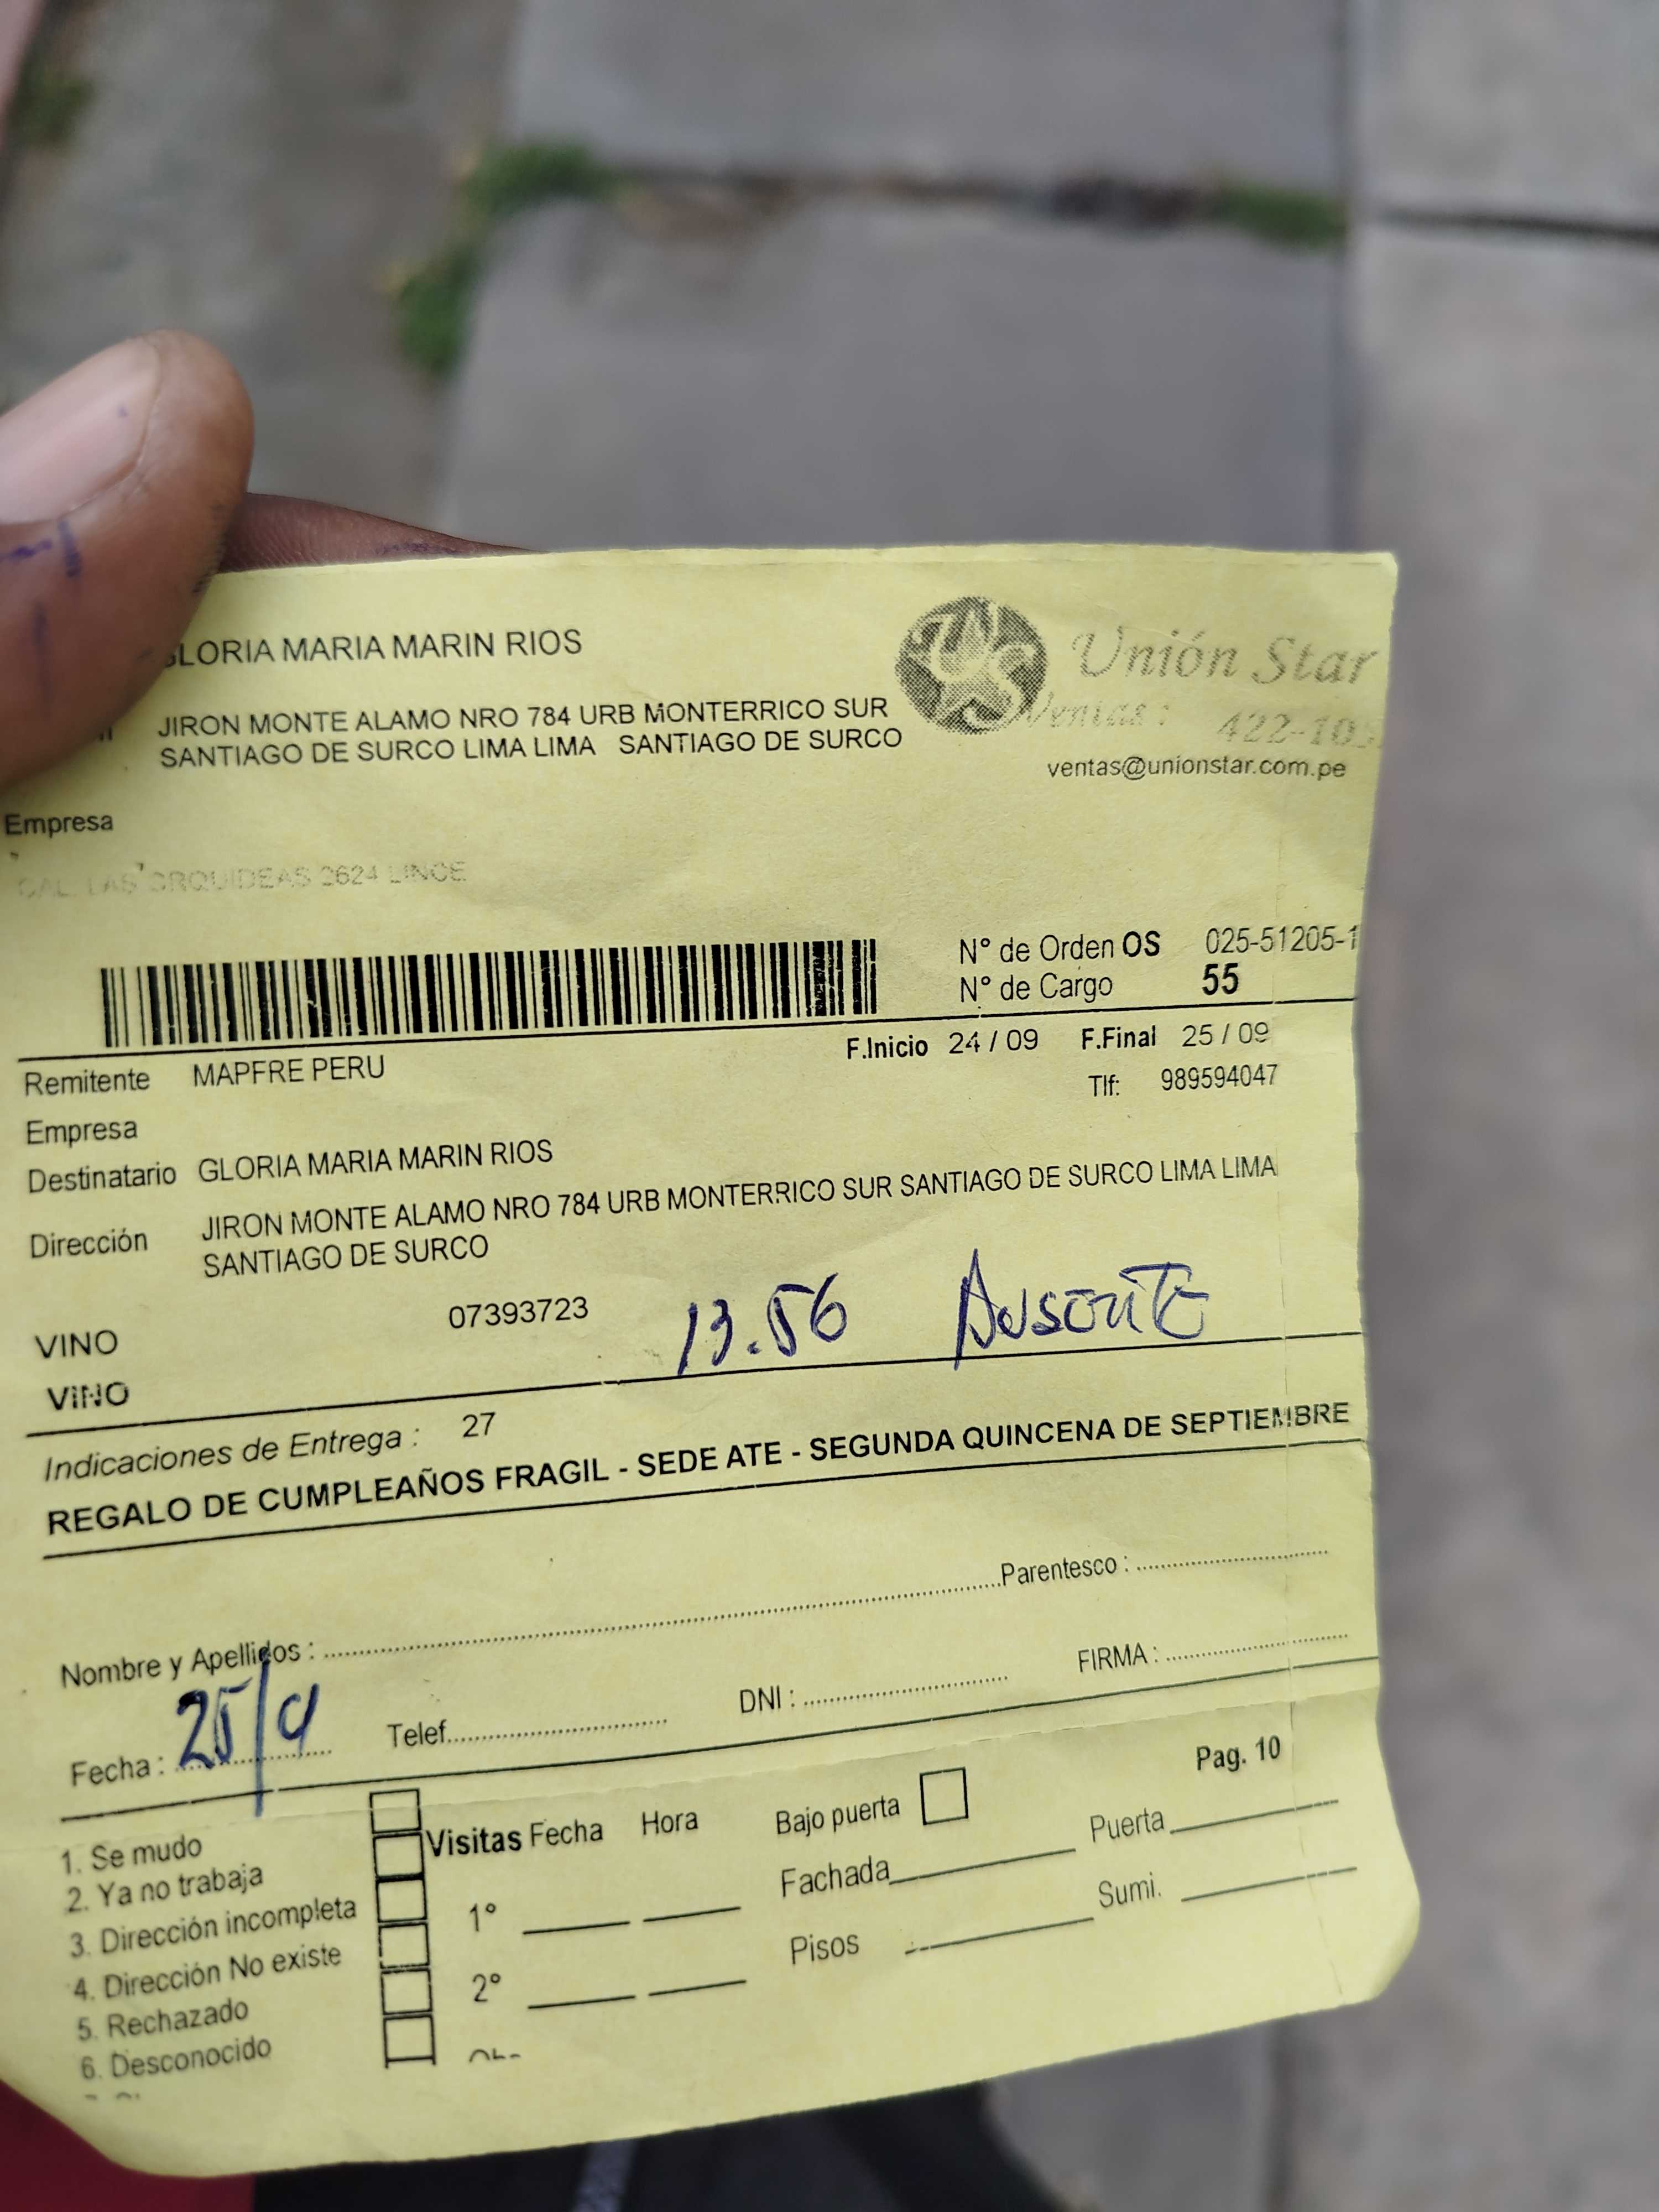 GLORIA MARIA MARIN RIOS
Unión Star
Ventas :
JIRON MONTE ALAMO NRO 784 URB MONTERRICO SUR
SANTIAGO DE SURCO LIMA LIMA SANTIAGO DE SURCO
ventas@unionstar.com.pe
Empresa
CAL LAS ORQUIDEAS 2624 LINCE
N° de Orden OS 025-51205-1
N° de Cargo 55
F.Inicio 24 / 09 F.Final 25 / 09
Remitente MAPFRE PERU
Tlf: 989594047
Empresa
Destinatario GLORIA MARIA MARIN RIOS
Dirección JIRON MONTE ALAMO NRO 784 URB MONTERRICO SUR SANTIAGO DE SURCO LIMA LIMA
SANTIAGO DE SURCO
07393723 13.56 AUSENTE
VINO
VINO
Indicaciones de Entrega : 27
REGALO DE CUMPLEAÑOS FRAGIL - SEDE ATE - SEGUNDA QUINCENA DE SEPTIEMBRE
Nombre y Apellidos : Parentesco :
Fecha : 25/9 Telef. DNI : FIRMA :
Pag. 10
1. Se mudo
2. Ya no trabaja
3. Dirección incompleta
4. Dirección No existe
5. Rechazado
6. Desconocido
Visitas Fecha Hora
1°
2°
Bajo puerta
Puerta
Fachada
Sumi.
Pisos